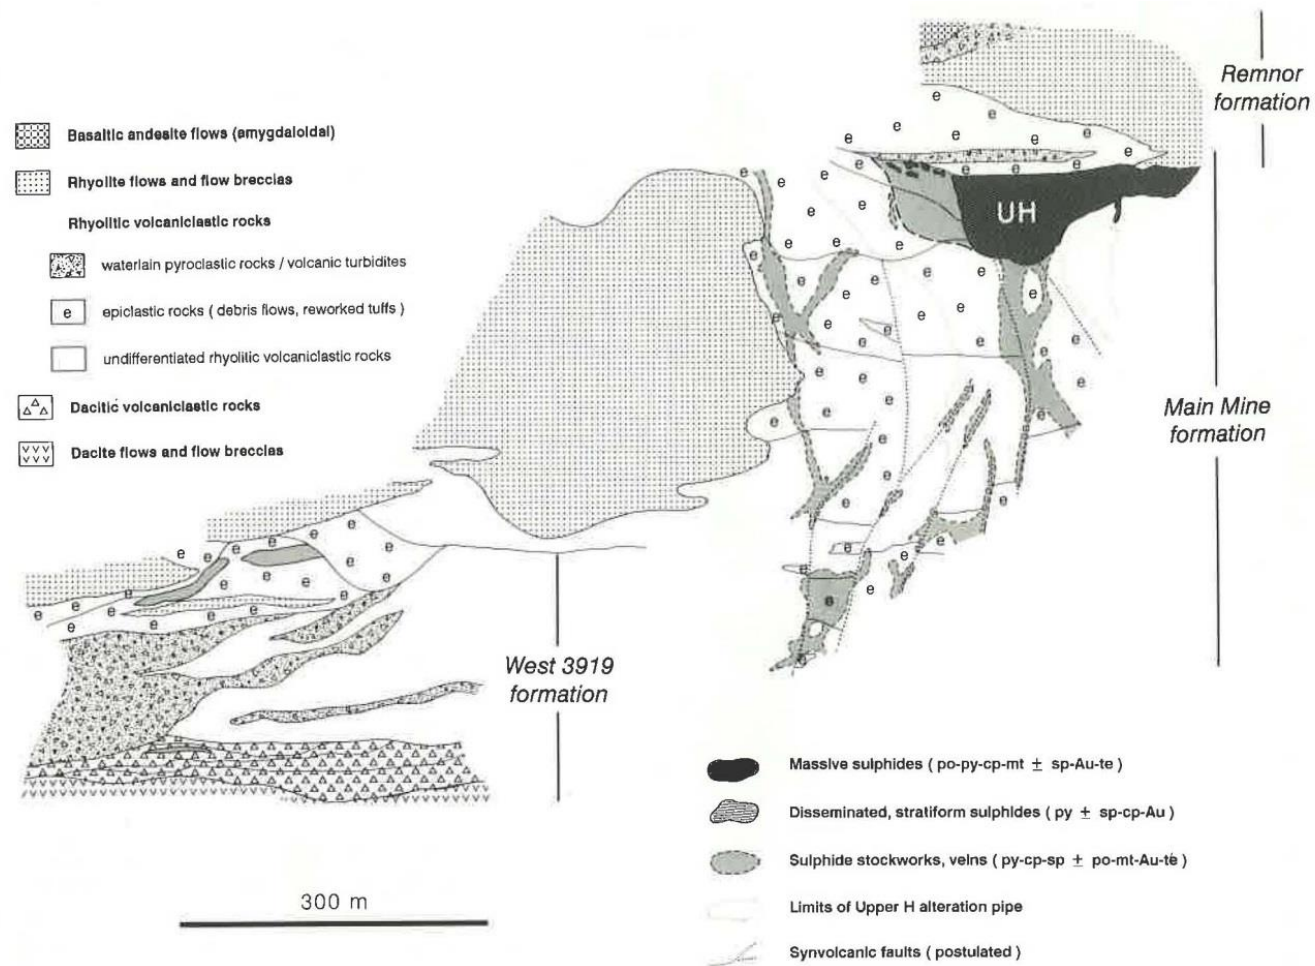 Remnor
formation
Basaltic andesite flows (amygdaloidal)
Rhyolite flows and flow breccias
Rhyolitic volcaniclastic rocks
waterlain pyroclastic rocks / volcanic turbidites
e epiclastic rocks ( debris flows, reworked tuffs )
undifferentiated rhyolitic volcaniclastic rocks
Dacitic volcaniclastic rocks
Dacite flows and flow breccias
UH
Main Mine
formation
West 3919
formation
300 m
Massive sulphides ( po-py-cp-mt ± sp-Au-te )
Disseminated, stratiform sulphides ( py ± sp-cp-Au )
Sulphide stockworks, veins ( py-cp-sp ± po-mt-Au-te )
Limits of Upper H alteration pipe
Synvolcanic faults ( postulated )